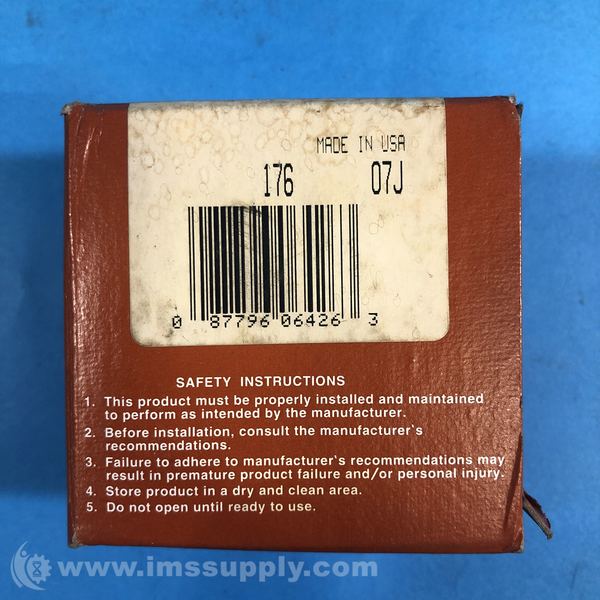 MADE IN USA
176 07J
0 87796 06426 3
SAFETY INSTRUCTIONS
1. This product must be properly installed and maintained
to perform as intended by the manufacturer.
2. Before installation, consult the manufacturer's
recommendations.
3. Failure to adhere to manufacturer's recommendations may
result in premature product failure and/or personal injury.
4. Store product in a dry and clean area.
5. Do not open until ready to use.
www.imssupply.com/